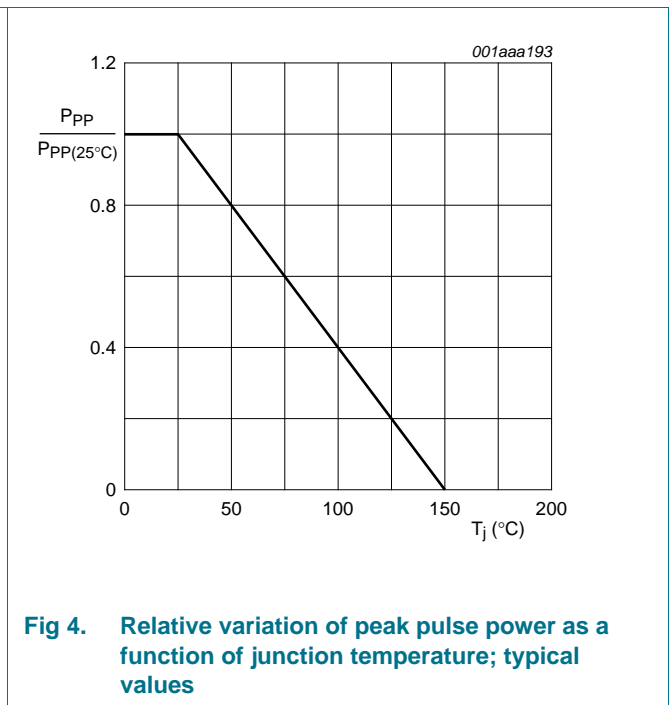 001aaa193
1.2
PPP
PPP(25°C)
0.8
0.4
0
0 50 100 150 200
Tj (°C)
Fig 4. Relative variation of peak pulse power as a
function of junction temperature; typical
values